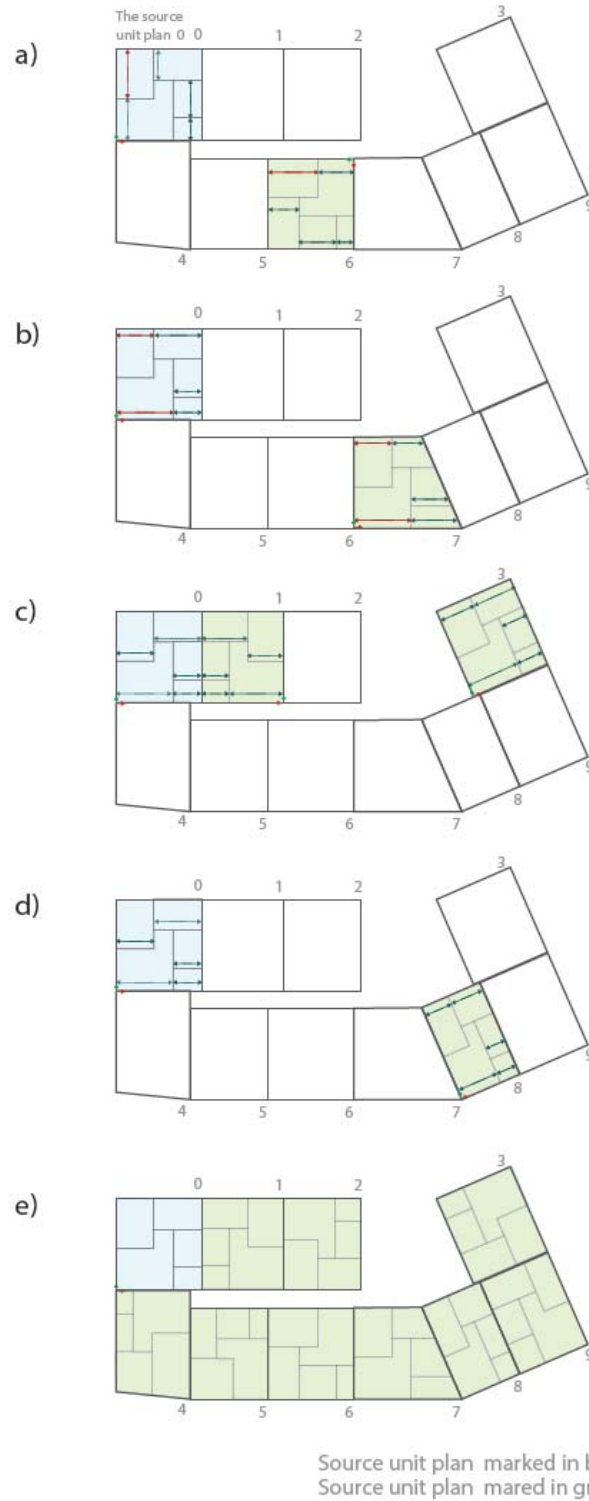 The source
unit plan 0 0 2 3
a)
4 5 6 7 8 9
b)
0 1 2 3
4 5 6 7 8 9
c)
0 1 2 3
4 5 6 7 8 9
d)
0 1 2 3
4 5 6 7 8 9
e)
0 1 2 3
4 5 6 7 8 9
Source unit plan marked in b
Source unit plan mared in gr